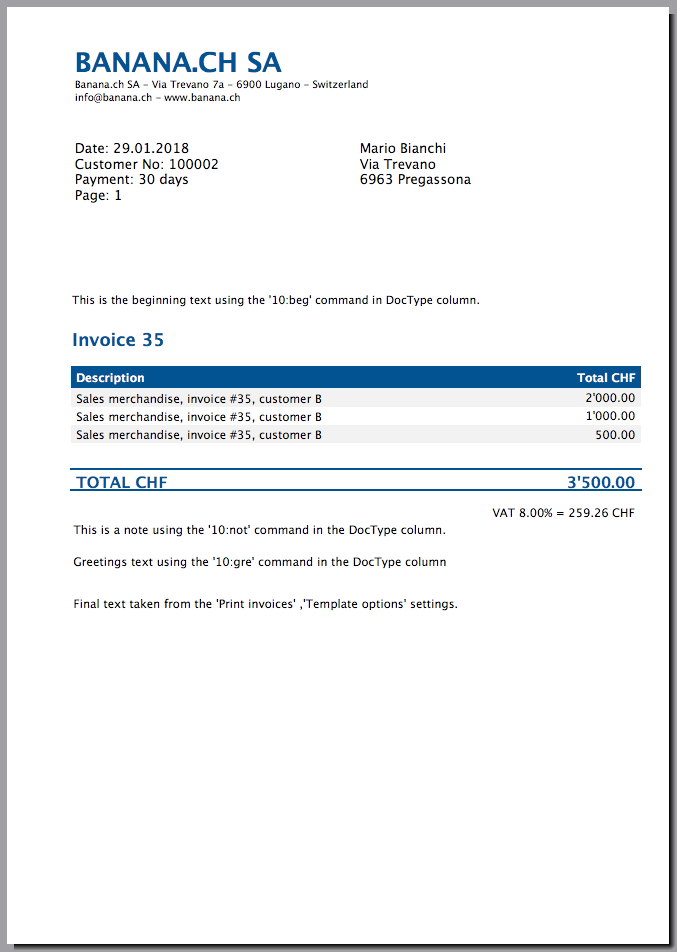 BANANA.CH SA
Banana.ch SA – Via Trevano 7a – 6900 Lugano – Switzerland
info@banana.ch – www.banana.ch
Date: 29.01.2018
Customer No: 100002
Payment: 30 days
Page: 1
Mario Bianchi
Via Trevano
6963 Pregassona
This is the beginning text using the '10:beg' command in DocType column.
Invoice 35
Description Total CHF
Sales merchandise, invoice #35, customer B 2'000.00
Sales merchandise, invoice #35, customer B 1'000.00
Sales merchandise, invoice #35, customer B 500.00
TOTAL CHF 3'500.00
VAT 8.00% = 259.26 CHF
This is a note using the '10:not' command in the DocType column.
Greetings text using the '10:gre' command in the DocType column
Final text taken from the 'Print invoices' ,'Template options' settings.